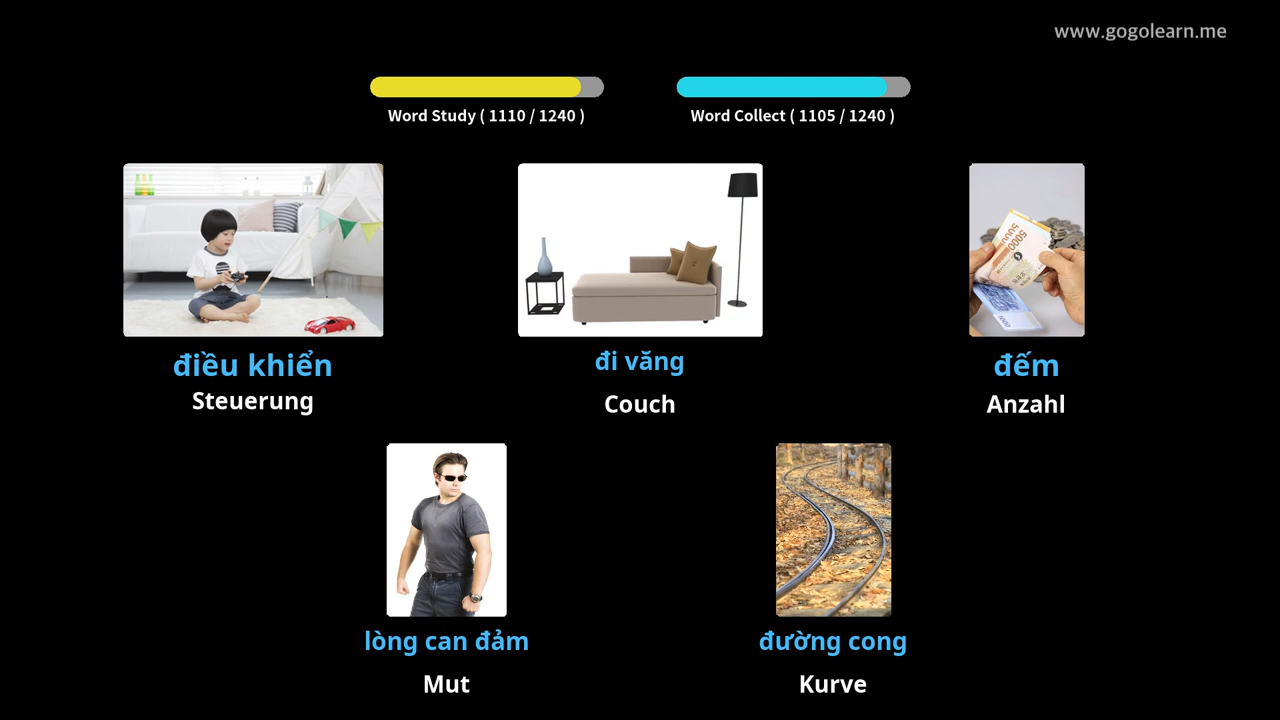 www.gogolearn.me
Word Study ( 1110 / 1240 )
Word Collect ( 1105 / 1240 )
điều khiển
Steuerung
đi văng
Couch
đếm
Anzahl
lòng can đảm
Mut
đường cong
Kurve